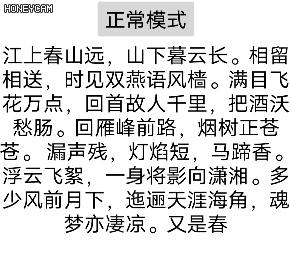 HONEYCAM
正常模式
江上春山远，山下暮云长。相留
相送，时见双燕语风樯。满目飞
花万点，回首故人千里，把酒沃
愁肠。回雁峰前路，烟树正苍
苍。漏声残，灯焰短，马蹄香。
浮云飞絮，一身将影向潇湘。多
少风前月下，迤逦天涯海角，魂
梦亦凄凉。又是春